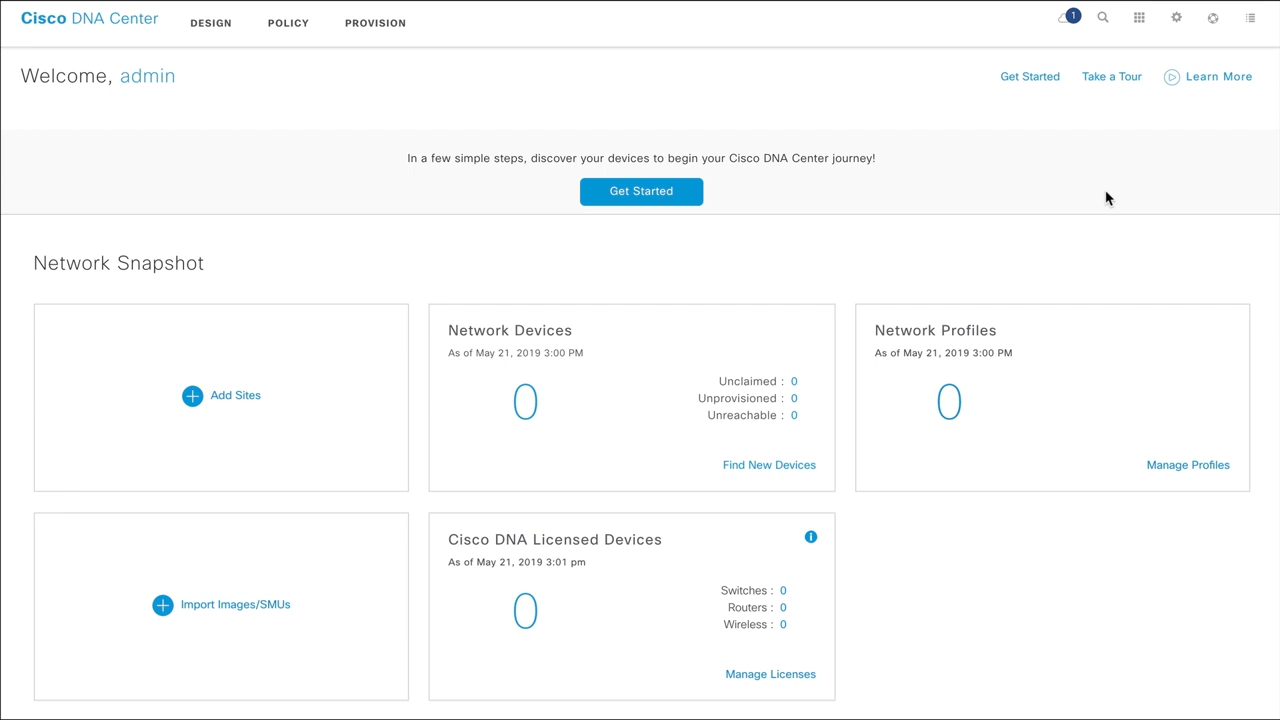 Cisco DNA Center
DESIGN
POLICY
PROVISION
1
Welcome, admin
Get Started
Take a Tour
Learn More
In a few simple steps, discover your devices to begin your Cisco DNA Center journey!
Get Started
Network Snapshot
Add Sites
Network Devices
As of May 21, 2019 3:00 PM
0
Unclaimed : 0
Unprovisioned : 0
Unreachable : 0
Find New Devices
Network Profiles
As of May 21, 2019 3:00 PM
0
Manage Profiles
Import Images/SMUs
Cisco DNA Licensed Devices
As of May 21, 2019 3:01 pm
0
Switches : 0
Routers : 0
Wireless : 0
Manage Licenses